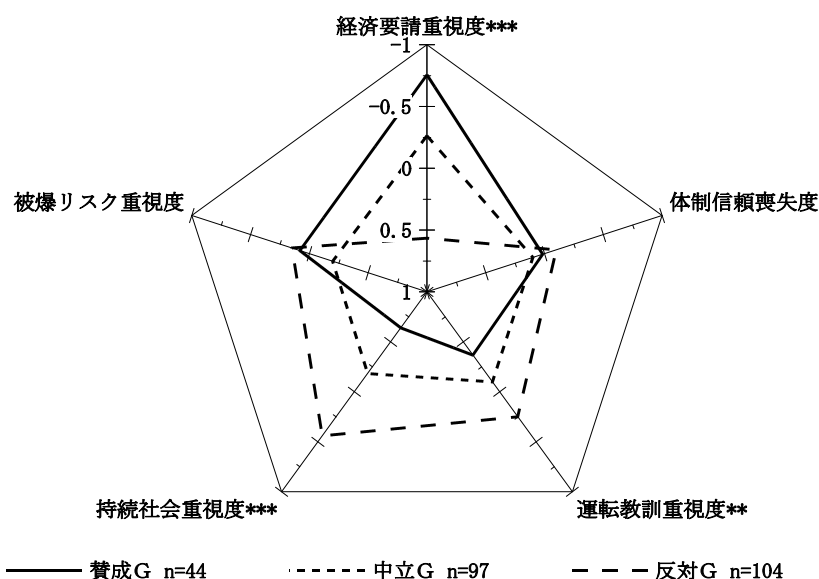 経済要請重視度***
-1
-0.5
0
0.5
1
被爆リスク重視度
体制信頼喪失度
持続社会重視度***
運転教訓重視度**
賛成G n=44
中立G n=97
反対G n=104